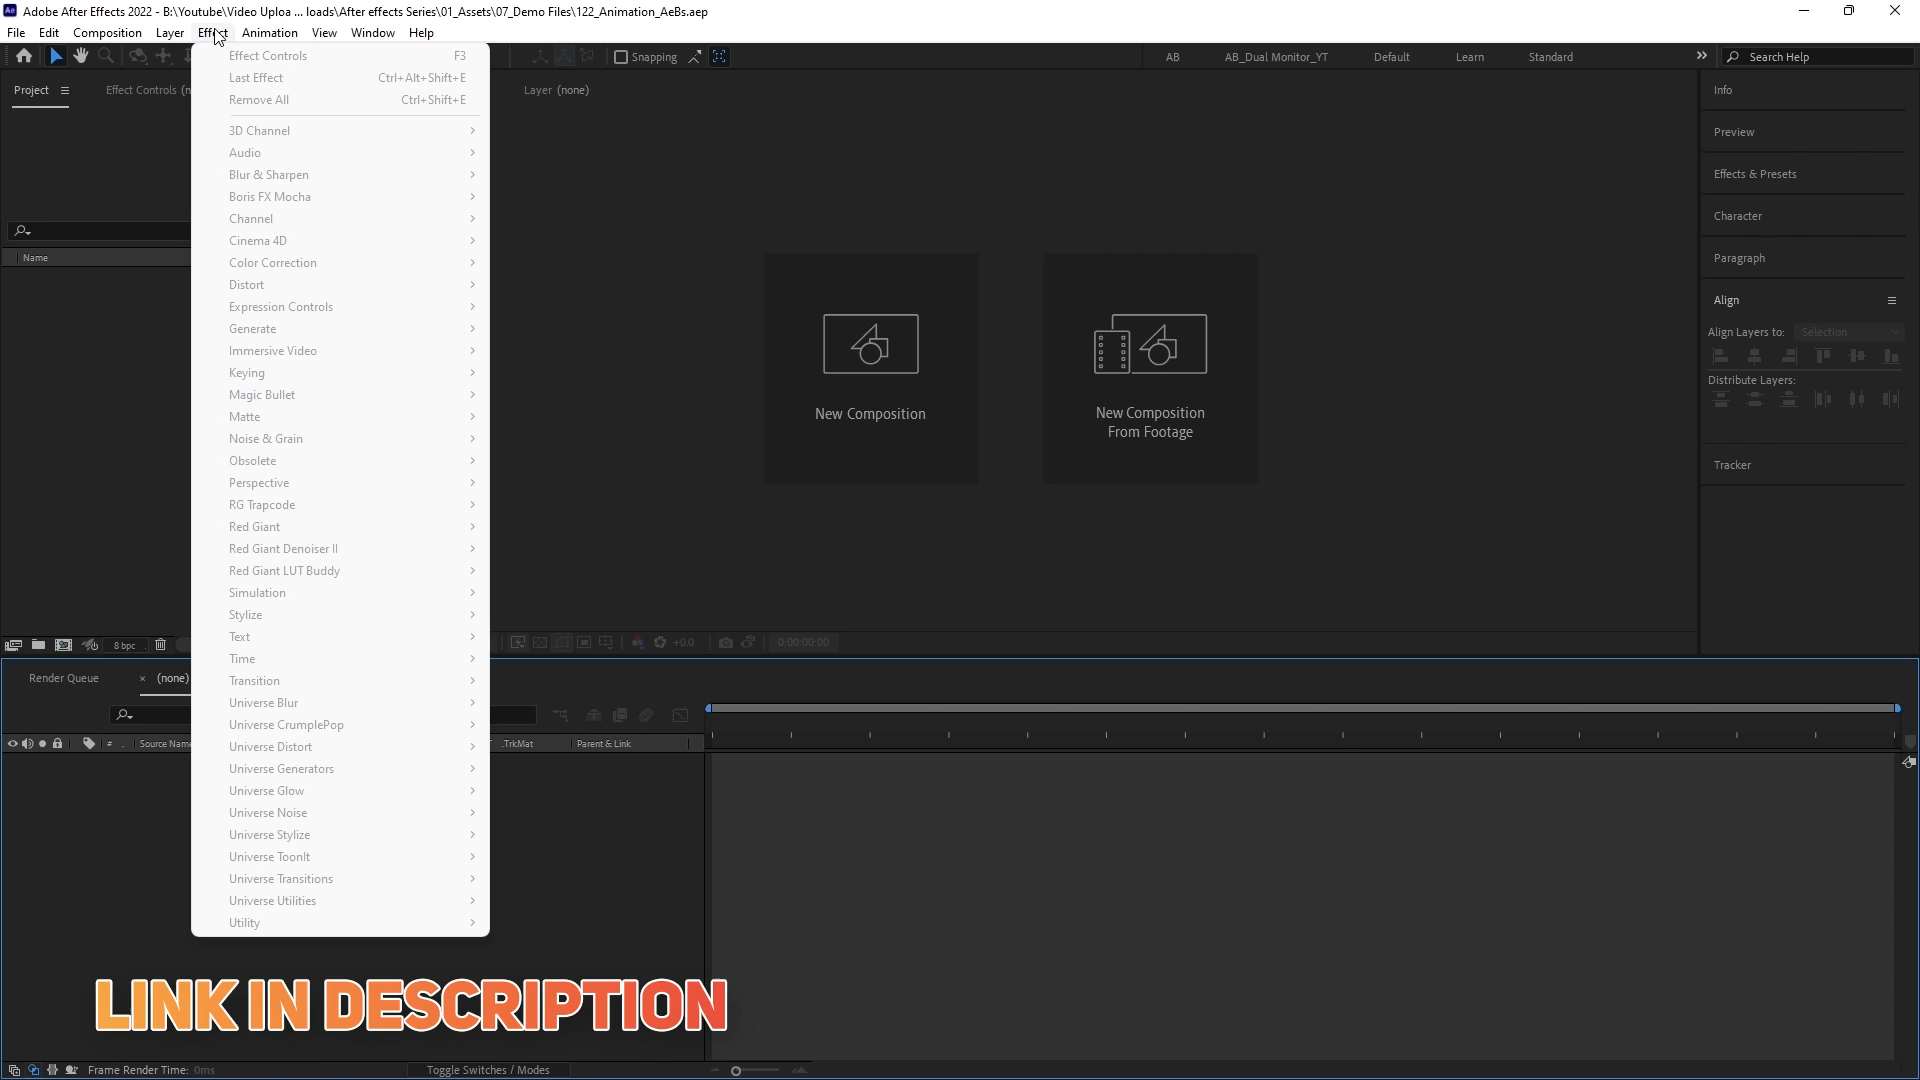 Adobe After Effects 2022 - B:\Youtube\Video Uploa ... loads\After effects Series\01_Assets\07_Demo Files\122_Animation_AeBs.aep
File Edit Composition Layer Effect Animation View Window Help
Snapping
AB AB_Dual Monitor_YT Default Learn Standard
Search Help
Project
Effect Controls
Layer (none)
Name
8 bpc
Effect Controls F3
Last Effect Ctrl+Alt+Shift+E
Remove All Ctrl+Shift+E
3D Channel
Audio
Blur & Sharpen
Boris FX Mocha
Channel
Cinema 4D
Color Correction
Distort
Expression Controls
Generate
Immersive Video
Keying
Magic Bullet
Matte
Noise & Grain
Obsolete
Perspective
RG Trapcode
Red Giant
Red Giant Denoiser II
Red Giant LUT Buddy
Simulation
Stylize
Text
Time
Transition
Universe Blur
Universe CrumplePop
Universe Distort
Universe Generators
Universe Glow
Universe Noise
Universe Stylize
Universe ToonIt
Universe Transitions
Universe Utilities
Utility
New Composition
New Composition
From Footage
+0.0
0:00:00:00
Info
Preview
Effects & Presets
Character
Paragraph
Align
Align Layers to: Selection
Distribute Layers:
Tracker
Render Queue
(none)
# Source Name
.TrkMat
Parent & Link
LINK IN DESCRIPTION
Frame Render Time: 0ms
Toggle Switches / Modes